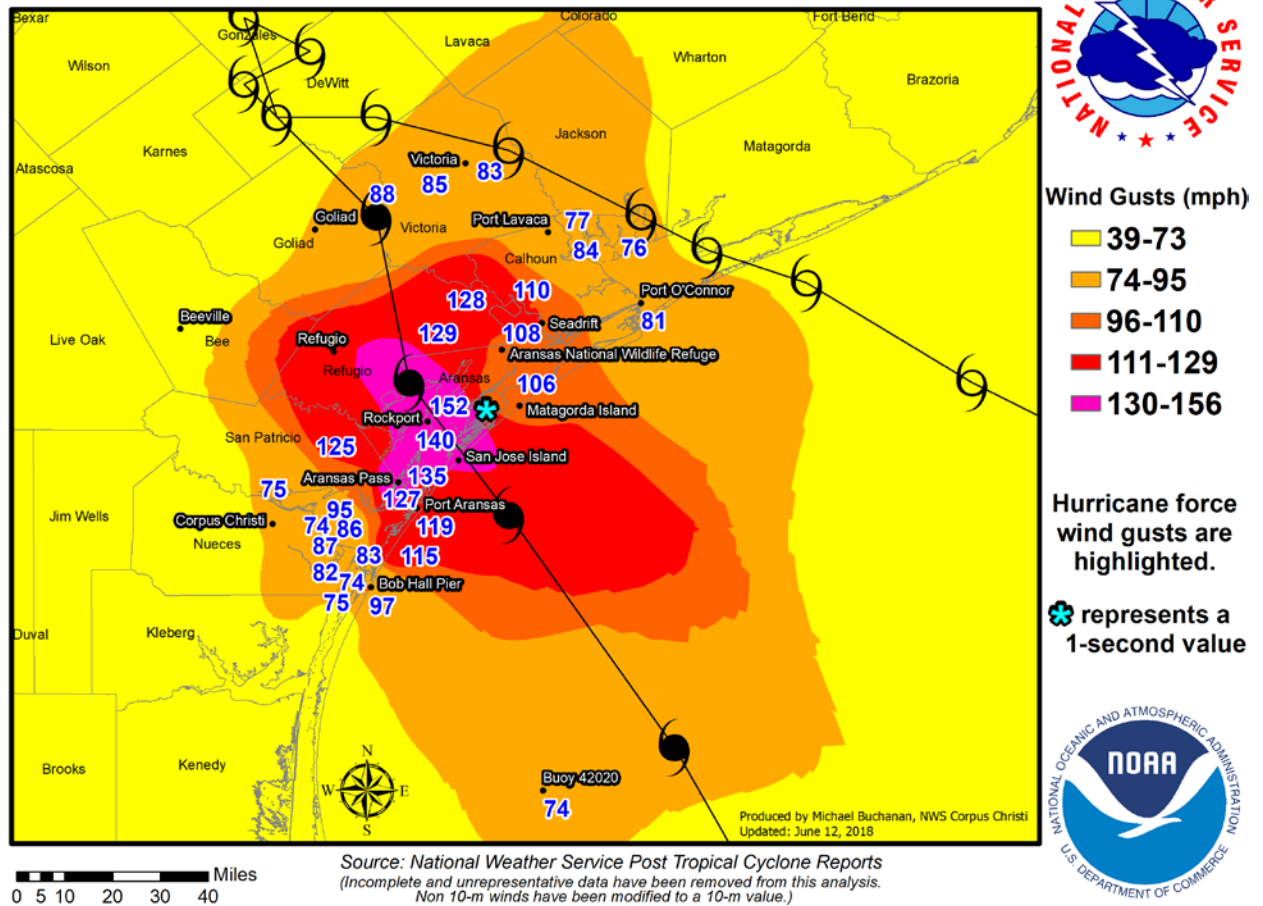 Bexar
Gonzales
Colorado
Fort Bend
Lavaca
Wilson
DeWitt
Wharton
Brazoria
Jackson
Matagorda
Karnes
Atascosa
Victoria
83
85
88
Goliad
Goliad
Victoria
Port Lavaca
77
84
76
Calhoun
110
128
Port O'Connor
81
Beeville
Bee
Live Oak
Refugio
Refugio
129
108
Seadrift
Aransas National Wildlife Refuge
Aransas
106
152
Matagorda Island
Rockport
140
San Patricio
125
San Jose Island
Aransas Pass
135
75
127
Port Aransas
Jim Wells
Corpus Christi
95
74
86
119
Nueces
87
83
115
82
74
Bob Hall Pier
75
97
Duval
Kleberg
Brooks
Kenedy
N
W
E
S
Buoy 42020
74
Produced by Michael Buchanan, NWS Corpus Christi
Updated: June 12, 2018
NATIONAL
R SERVICE
Wind Gusts (mph)
39-73
74-95
96-110
111-129
130-156
Hurricane force
wind gusts are
highlighted.
represents a
1-second value
NATIONAL OCEANIC AND ATMOSPHERIC ADMINISTRATION
NOAA
U.S. DEPARTMENT OF COMMERCE
Miles
0 5 10 20 30 40
Source: National Weather Service Post Tropical Cyclone Reports
(Incomplete and unrepresentative data have been removed from this analysis.
Non 10-m winds have been modified to a 10-m value.)